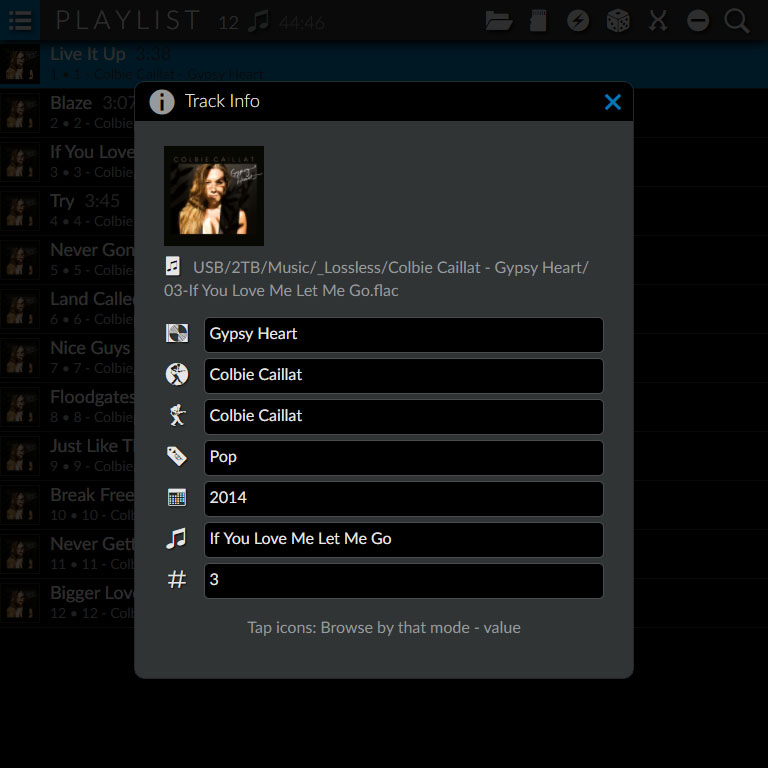 PLAYLIST 12 44:46
Live It Up 3:38
1 • 1 - Colbie Caillat - Gypsy Heart
Blaze 3:07
2 • 2 - Colbie
If You Love
3 • 3 - Colbie
Try 3:45
4 • 4 - Colbie
Never Gon
5 • 5 - Colbie
Land Calle
6 • 6 - Colbie
Nice Guys
7 • 7 - Colbie
Floodgates
8 • 8 - Colbie
Just Like T
9 • 9 - Colbie
Break Free
10 • 10 - Colb
Never Gett
11 • 11 - Colb
Bigger Love
12 • 12 - Colb
Track Info
COLBIE CAILLAT
Gypsy Heart
USB/2TB/Music/_Lossless/Colbie Caillat - Gypsy Heart/
03-If You Love Me Let Me Go.flac
Gypsy Heart
Colbie Caillat
Colbie Caillat
Pop
2014
If You Love Me Let Me Go
3
Tap icons: Browse by that mode - value